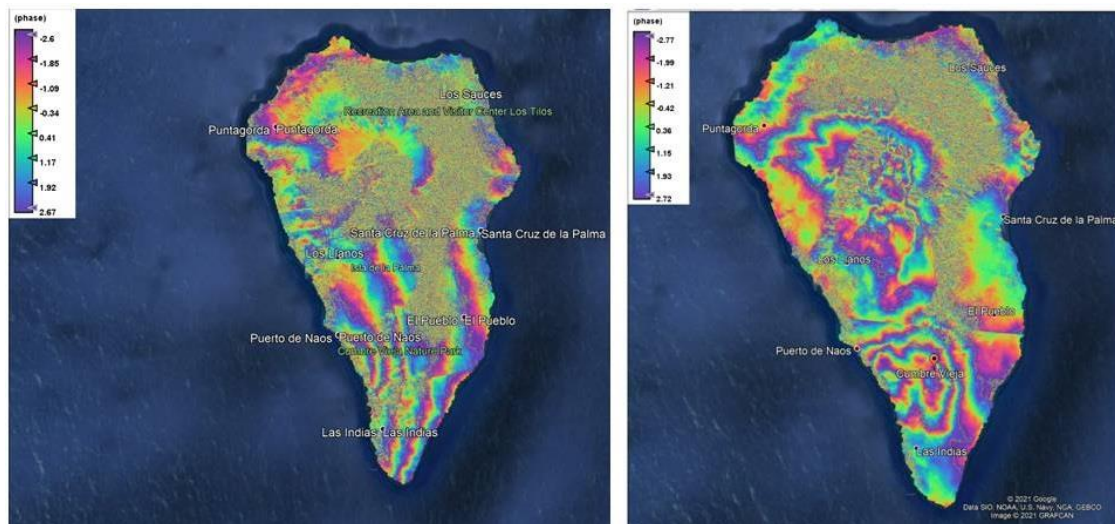 (phase)
-2.6
-1.85
-1.09
-0.34
0.41
1.17
1.92
2.67
Los Sauces
Recreation Area and Visitor Center Los Tilos
Puntagorda Puntagorda
Santa Cruz de la Palma Santa Cruz de la Palma
Los Llanos
Isla de la Palma
El Pueblo El Pueblo
Puerto de Naos Puerto de Naos
Cumbre Vieja Nature Park
Las Indias Las Indias
(phase)
-2.77
-1.99
-1.21
-0.42
0.36
1.15
1.93
2.72
Los Sauces
Puntagorda
Santa Cruz de la Palma
Los Llanos
El Pueblo
Puerto de Naos
Cumbre Vieja
Las Indias
© 2021 Google
Data SIO, NOAA, U.S. Navy, NGA, GEBCO
Image © 2021 GRAFCAN